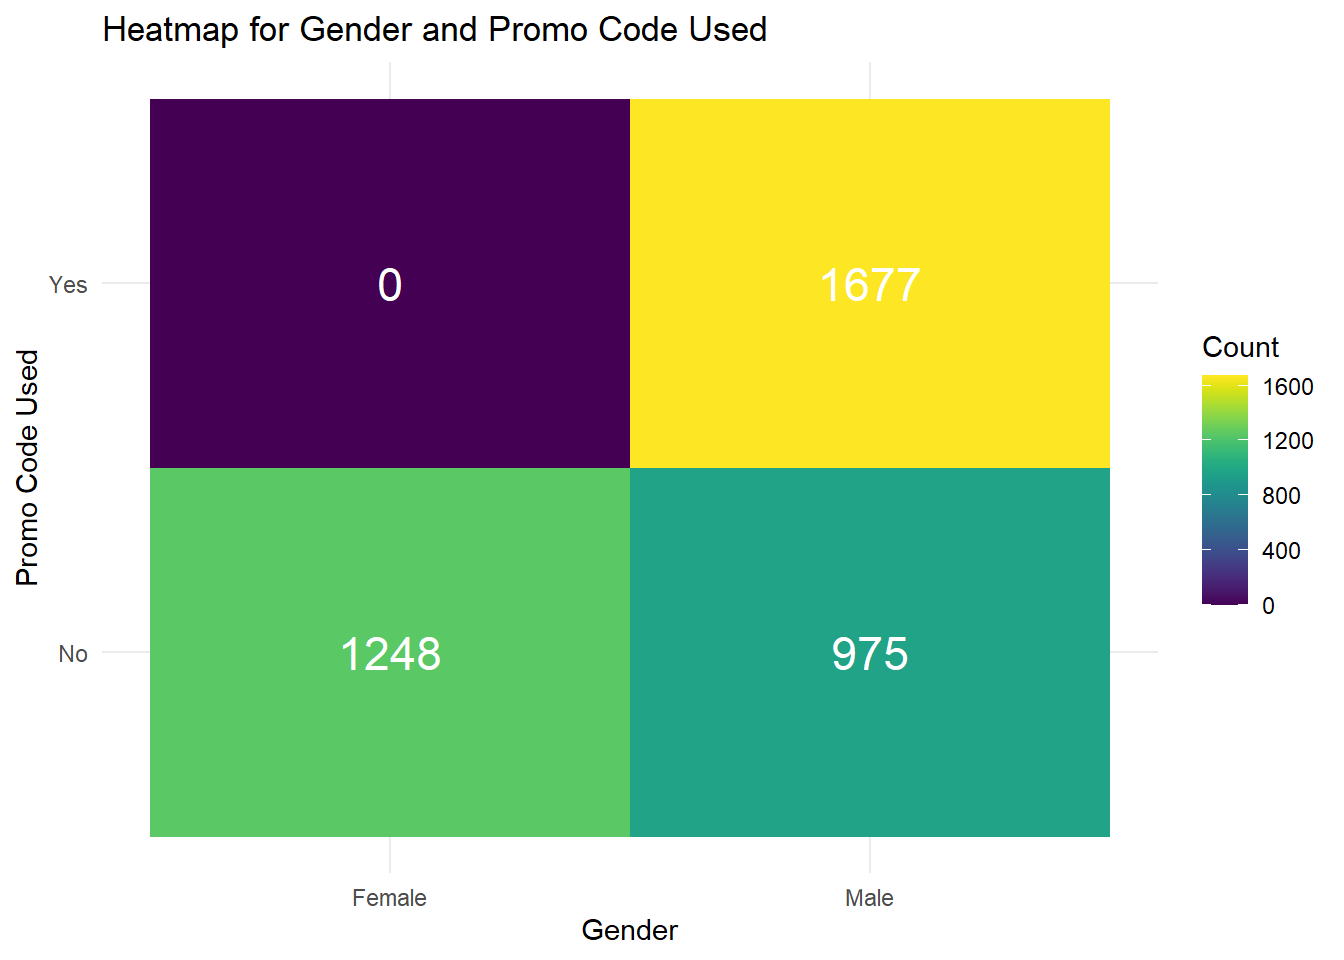 Heatmap for Gender and Promo Code Used
Promo Code Used
Yes
No
0
1677
1248
975
Female
Male
Gender
Count
1600
1200
800
400
0